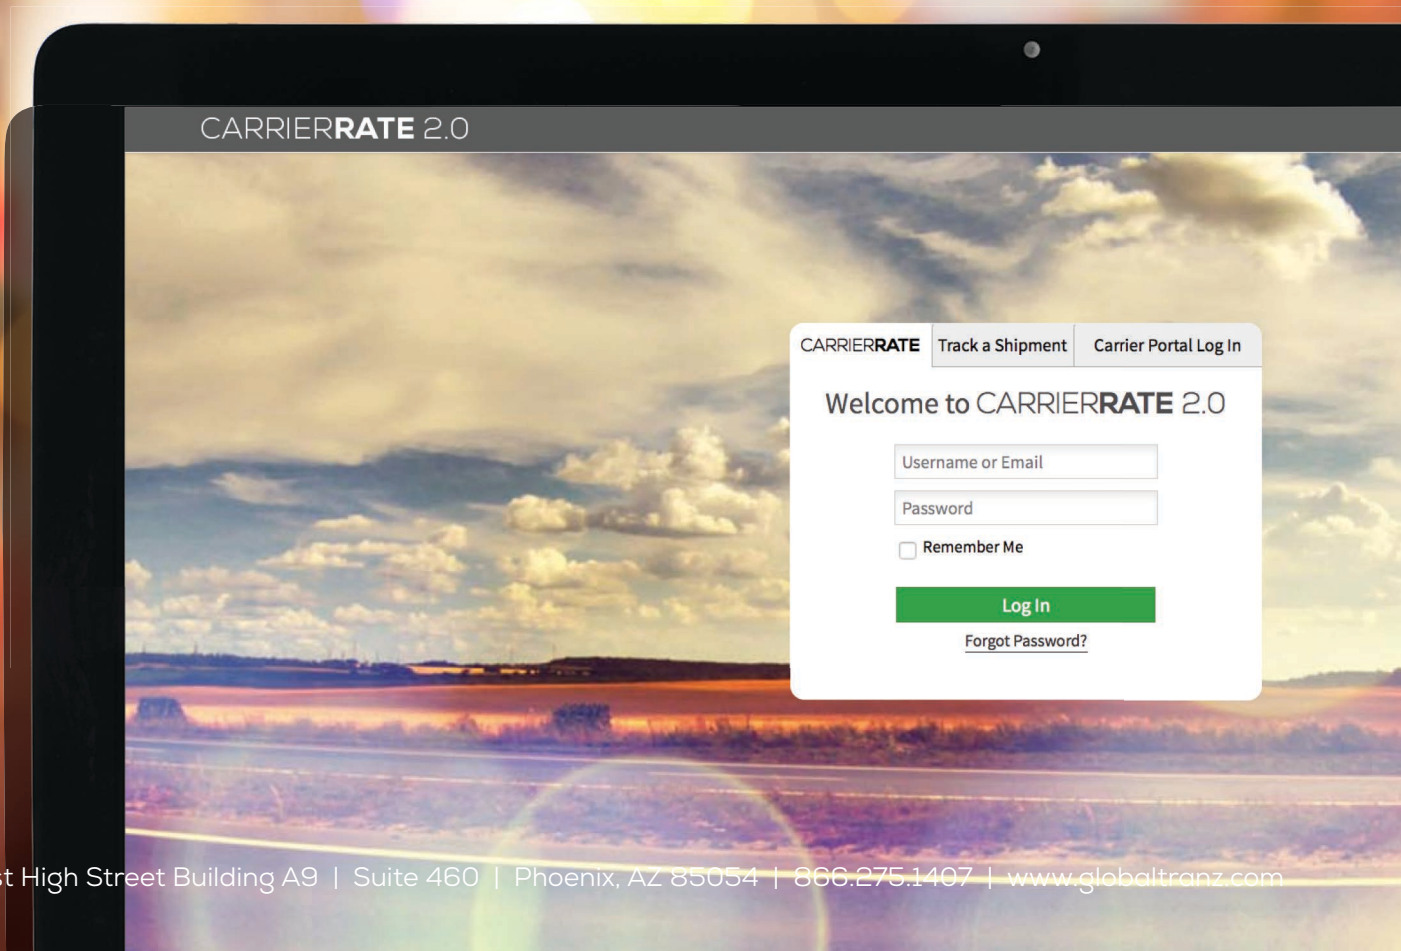 CARRIERRATE 2.0
CARRIERRATE Track a Shipment Carrier Portal Log In
Welcome to CARRIERRATE 2.0
Username or Email
Password
Remember Me
Log In
Forgot Password?
High Street Building A9 | Suite 460 | Phoenix, AZ 85054 | 866.275.1407 | www.globaltranz.com